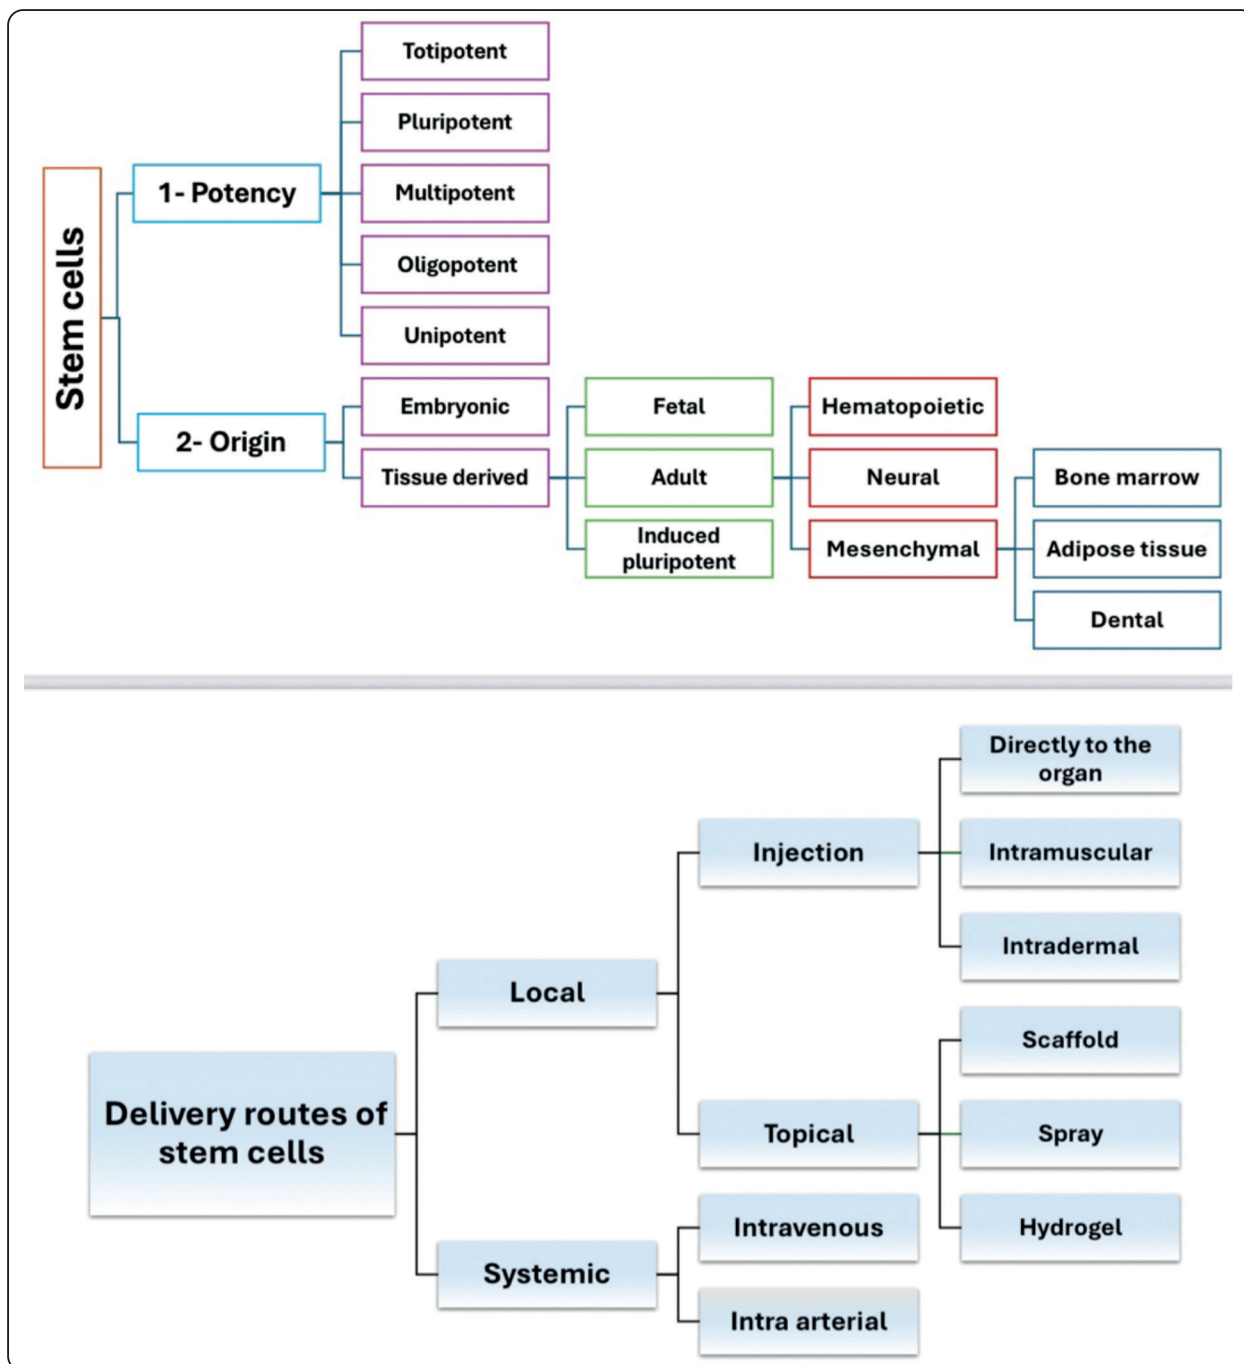 Stem cells
1- Potency
Totipotent
Pluripotent
Multipotent
Oligopotent
Unipotent
2- Origin
Embryonic
Tissue derived
Fetal
Adult
Induced
pluripotent
Hematopoietic
Neural
Mesenchymal
Bone marrow
Adipose tissue
Dental
Delivery routes of
stem cells
Local
Injection
Directly to the
organ
Intramuscular
Intradermal
Topical
Scaffold
Spray
Hydrogel
Systemic
Intravenous
Intra arterial